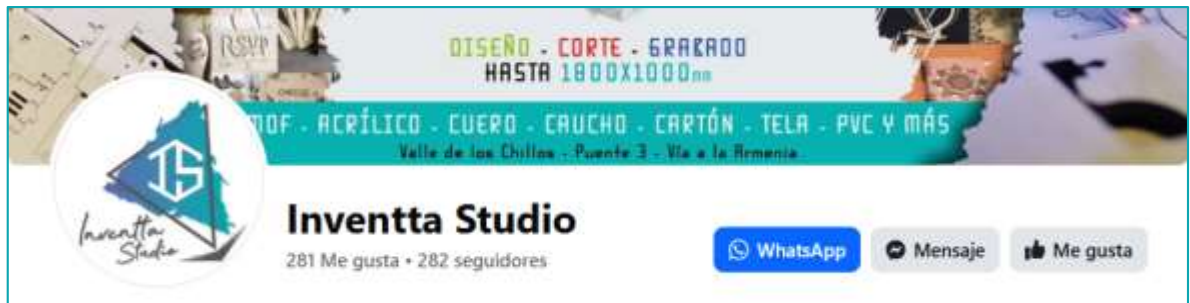 RSVP
DISEÑO - CORTE - GRABADO
HASTA 1800X1000mm
MDF - ACRÍLICO - CUERO - CAUCHO - CARTÓN - TELA - PVC Y MÁS
Valle de los Chillos - Puente 3 - Vía a la Armenia
IS
Inventta
Studio
Inventta Studio
281 Me gusta • 282 seguidores
WhatsApp
Mensaje
Me gusta